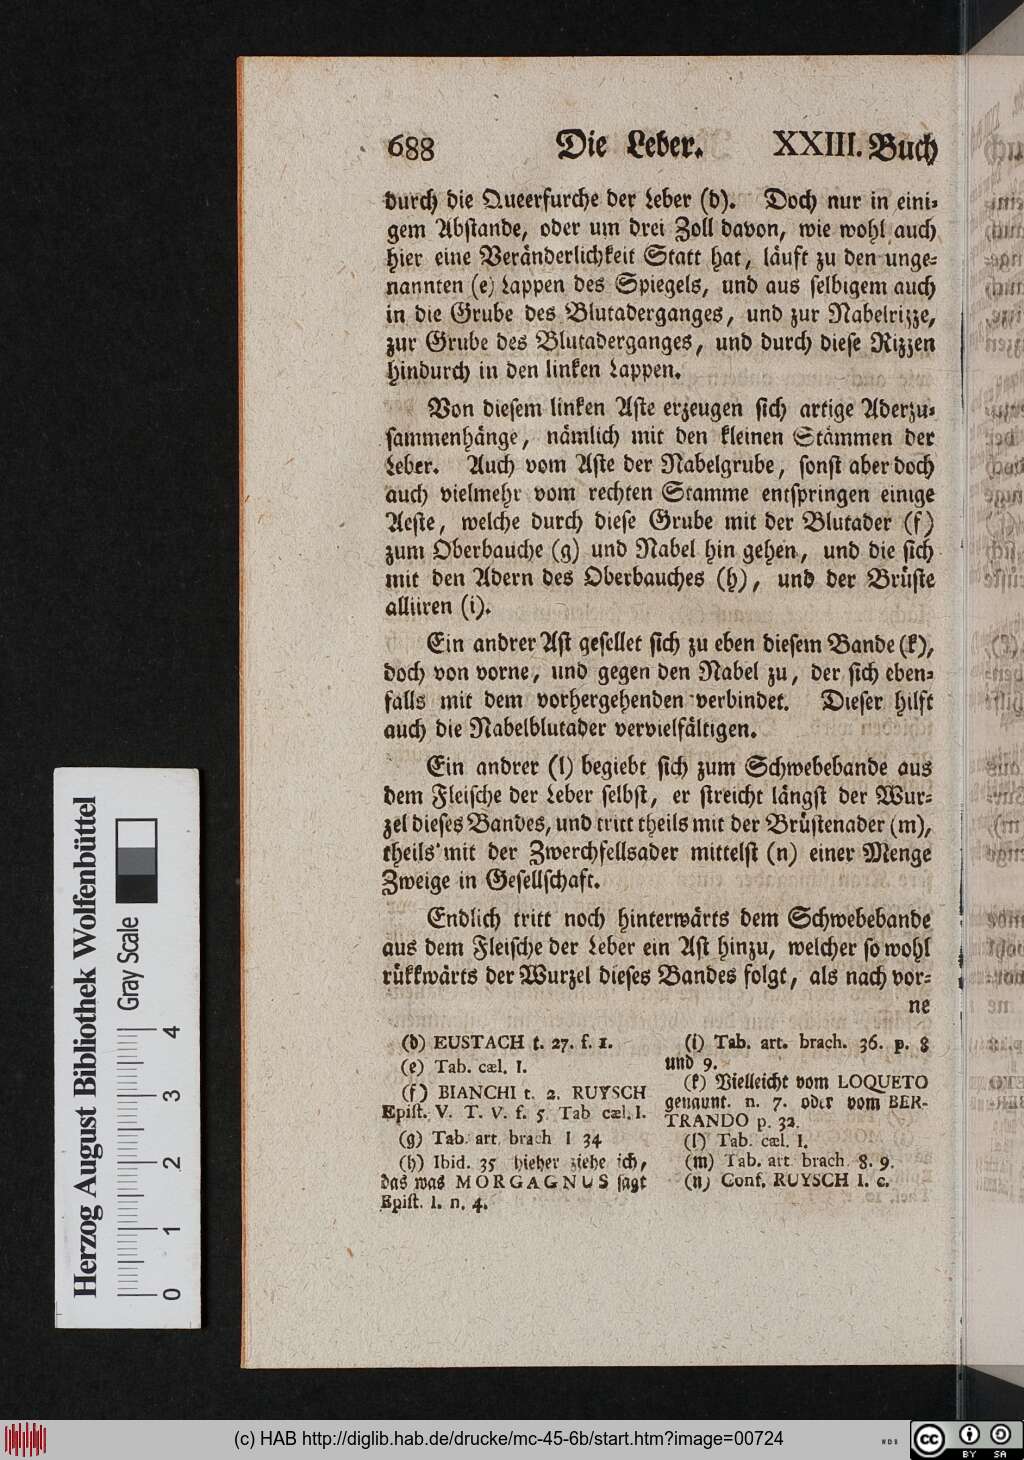 688 Die Leber. XXIII. Buch
durch die Queerfurche der Leber (d). Doch nur in eini-
gem Abstande, oder um drei Zoll davon, wie wohl auch
hier eine Veränderlichkeit Statt hat, läuft zu den unge-
nannten (e) Lappen des Spiegels, und aus selbigem auch
in die Grube des Blutaderganges, und zur Nabelrizze,
zur Grube des Blutaderganges, und durch diese Rizzen
hindurch in den linken Lappen.
Von diesem linken Aste erzeugen sich artige Aderzu-
sammenhänge, nämlich mit den kleinen Stämmen der
Leber. Auch vom Aste der Nabelgrube, sonst aber doch
auch vielmehr vom rechten Stamme entspringen einige
Aeste, welche durch diese Grube mit der Blutader (f)
zum Oberbauche (g) und Nabel hin gehen, und die sich
mit den Adern des Oberbauches (h), und der Brüste
alliiren (i).
Ein andrer Ast gesellet sich zu eben diesem Bande (k),
doch von vorne, und gegen den Nabel zu, der sich eben-
falls mit dem vorhergehenden verbindet. Dieser hilft
auch die Nabelblutader vervielfältigen.
Ein andrer (l) begiebt sich zum Schwebebande aus
dem Fleische der Leber selbst, er streicht längst der Wur-
zel dieses Bandes, und tritt theils mit der Brüstenader (m),
theils mit der Zwerchfellsader mittelst (n) einer Menge
Zweige in Gesellschaft.
Endlich tritt noch hinterwärts dem Schwebebande
aus dem Fleische der Leber ein Ast hinzu, welcher so wohl
rükkwärts der Wurzel dieses Bandes folgt, als nach vor-
ne
(d) EUSTACH t. 27. f. 1.
(e) Tab. cæl. I.
(f) BIANCHI t. 2. RUYSCH
Epist. V. T. V. f. 5. Tab cæl. I.
(g) Tab. art. brach I 34
(h) Ibid. 35 hieher ziehe ich,
das was MORGAGNUS sagt
Epist. I. n. 4.
(i) Tab. art. brach. 36. p. 8
und 9.
(k) Vielleicht vom LOQUETO
genannt. n. 7. oder vom BER-
TRANDO p. 32.
(l) Tab. cæl. I.
(m) Tab. art brach. 8. 9.
(n) Conf. RUYSCH l. c.
Herzog August Bibliothek Wolfenbüttel
Gray Scale
0 1 2 3 4
(c) HAB http://diglib.hab.de/drucke/mc-45-6b/start.htm?image=00724
cc BY SA